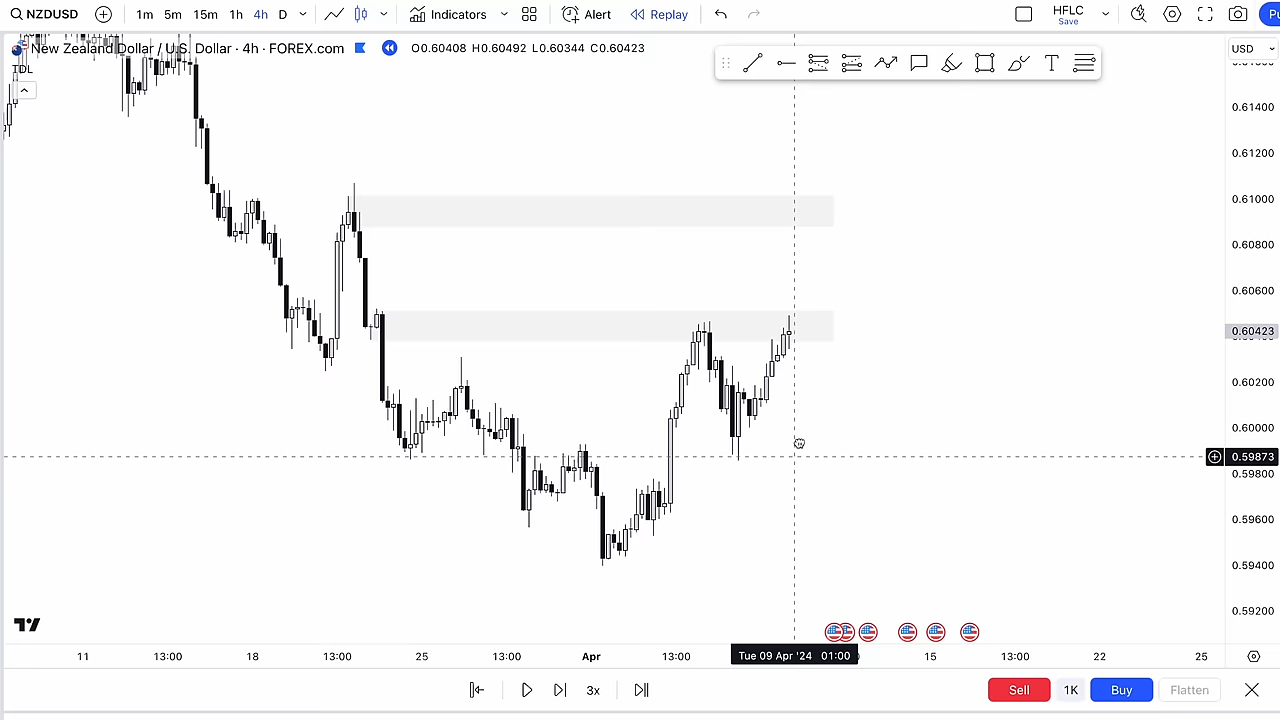 NZDUSD 1m 5m 15m 1h 4h D Indicators Alert Replay HFLC
Save
New Zealand Dollar / U.S. Dollar · 4h · FOREX.com O0.60408 H0.60492 L0.60344 C0.60423 USD
0.61400
0.61200
0.61000
0.60800
0.60600
0.60423
0.60200
0.60000
0.59873
0.59800
0.59600
0.59400
0.59200
11 13:00 18 13:00 25 13:00 Apr 13:00 Tue 09 Apr '24 01:00 15 13:00 22 25
3x Sell 1K Buy Flatten